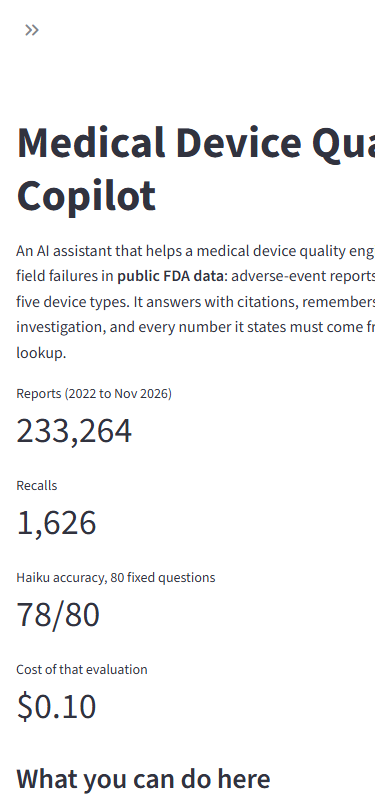 Medical Device Qua
Copilot
An AI assistant that helps a medical device quality eng
field failures in public FDA data: adverse-event reports
five device types. It answers with citations, remembers
investigation, and every number it states must come fr
lookup.
Reports (2022 to Nov 2026)
233,264
Recalls
1,626
Haiku accuracy, 80 fixed questions
78/80
Cost of that evaluation
$0.10
What you can do here